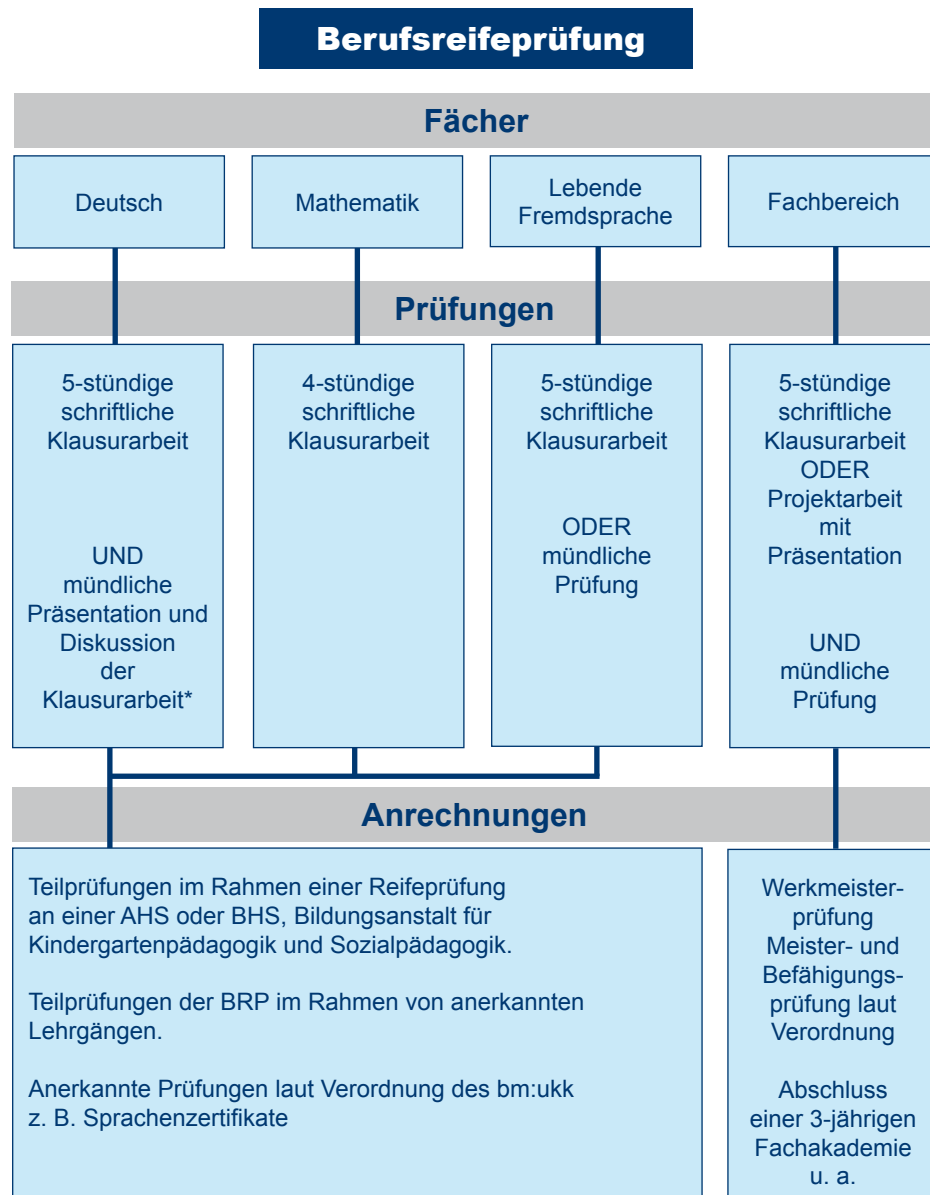 Berufsreifeprüfung
Fächer
Deutsch
Mathematik
Lebende
Fremdsprache
Fachbereich
Prüfungen
5-stündige
schriftliche
Klausurarbeit
UND
mündliche
Präsentation und
Diskussion
der
Klausurarbeit*
4-stündige
schriftliche
Klausurarbeit
5-stündige
schriftliche
Klausurarbeit
ODER
mündliche
Prüfung
5-stündige
schriftliche
Klausurarbeit
ODER
Projektarbeit
mit
Präsentation
UND
mündliche
Prüfung
Anrechnungen
Teilprüfungen im Rahmen einer Reifeprüfung
an einer AHS oder BHS, Bildungsanstalt für
Kindergartenpädagogik und Sozialpädagogik.
Teilprüfungen der BRP im Rahmen von anerkannten
Lehrgängen.
Anerkannte Prüfungen laut Verordnung des bm:ukk
z. B. Sprachenzertifikate
Werkmeister-
prüfung
Meister- und
Befähigungs-
prüfung laut
Verordnung
Abschluss
einer 3-jährigen
Fachakademie
u. a.